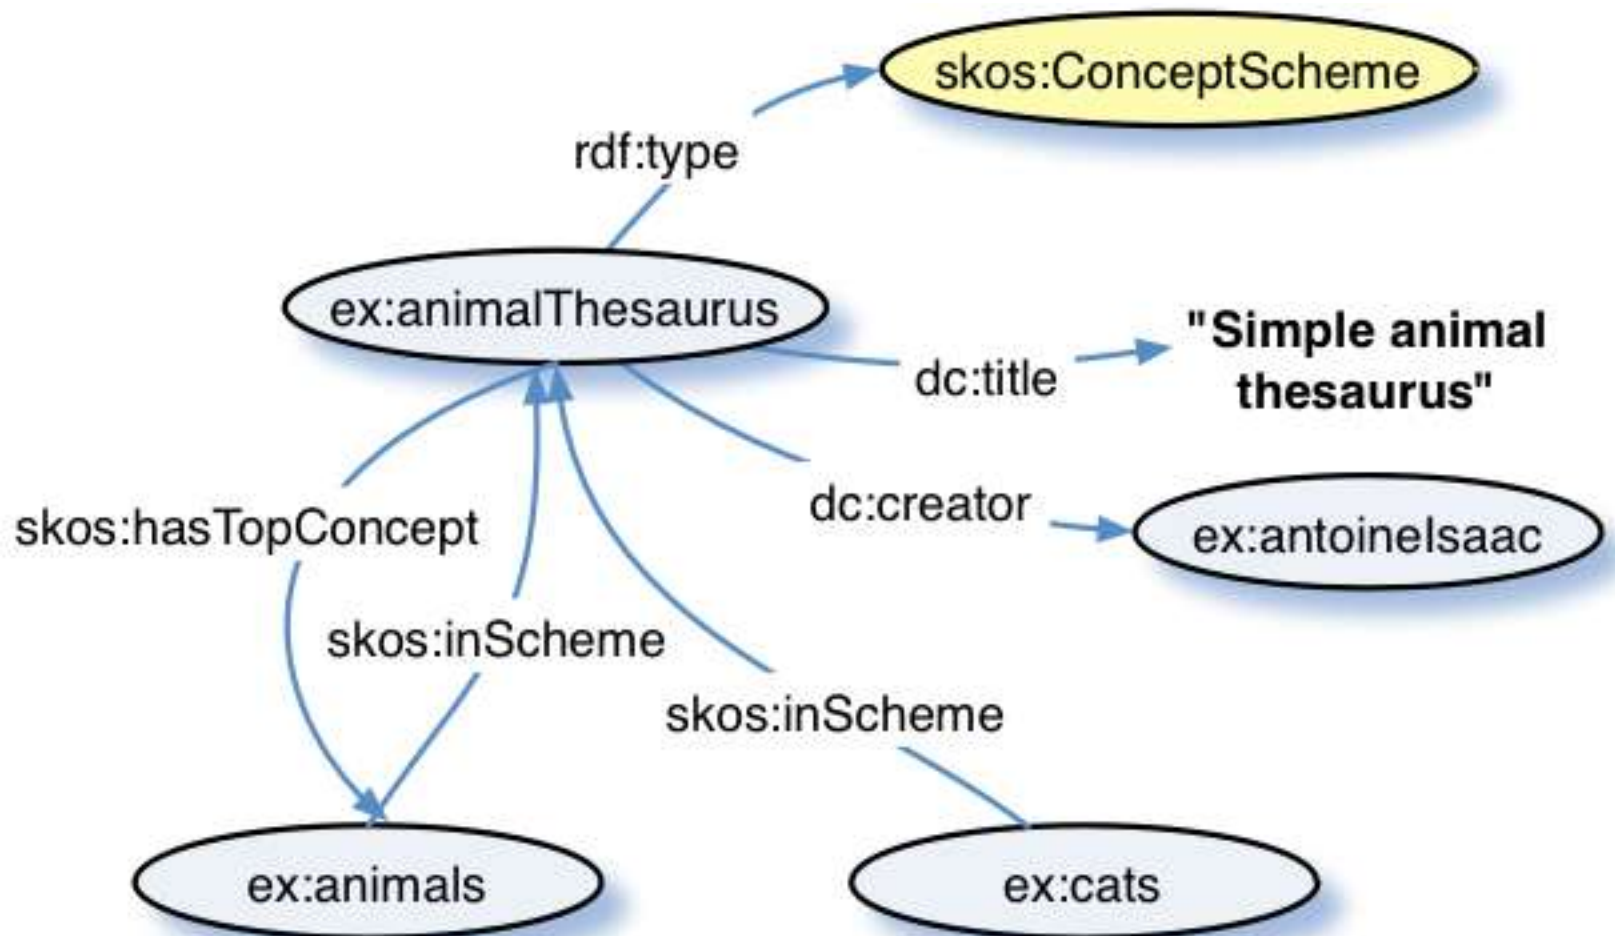 skos:ConceptScheme
rdf:type
ex:animalThesaurus
"Simple animal
thesaurus"
dc:title
dc:creator
skos:hasTopConcept
ex:antoineIsaac
skos:inScheme
skos:inScheme
ex:animals
ex:cats